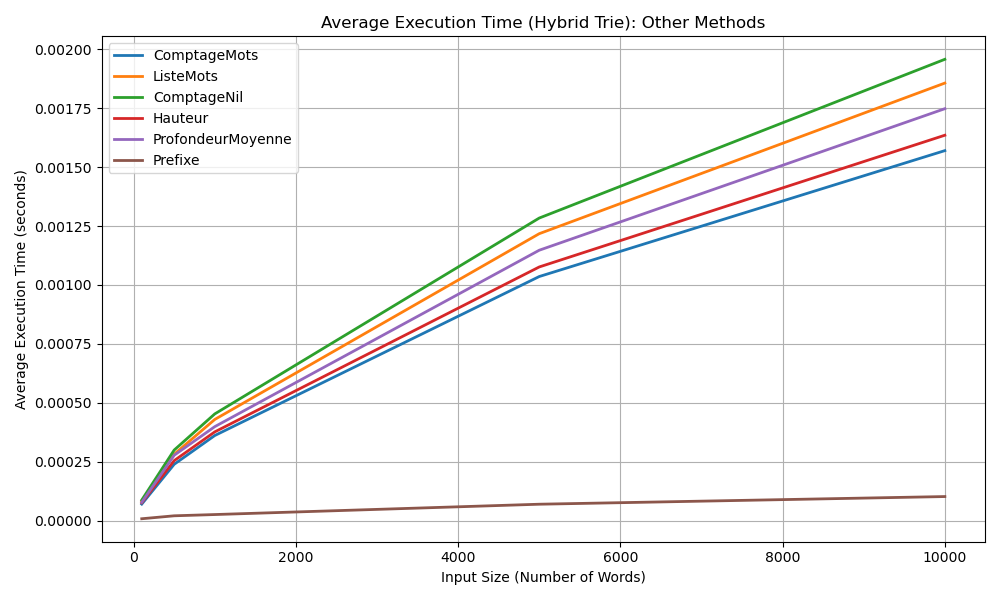 Average Execution Time (Hybrid Trie): Other Methods
ComptageMots
ListeMots
ComptageNil
Hauteur
ProfondeurMoyenne
Prefixe
Average Execution Time (seconds)
0.00200
0.00175
0.00150
0.00125
0.00100
0.00075
0.00050
0.00025
0.00000
0 2000 4000 6000 8000 10000
Input Size (Number of Words)